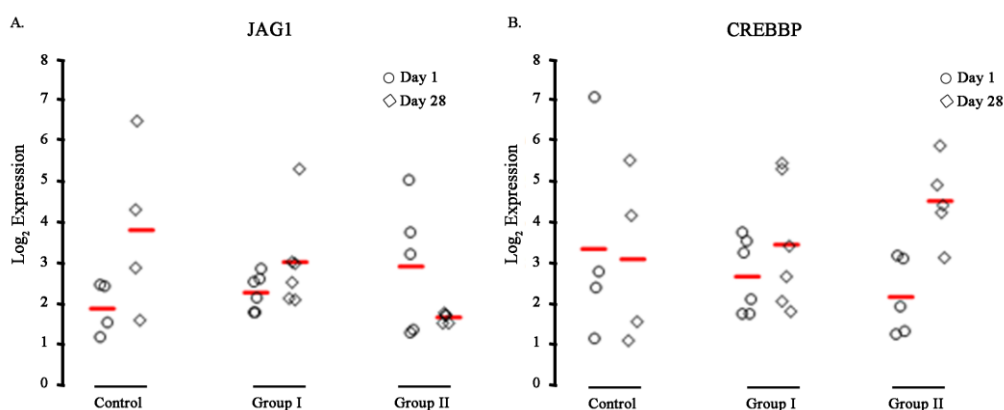 A.
JAG1
8
7
6
5
4
3
2
1
0
Log₂ Expression
Day 1
Day 28
Control
Group I
Group II
B.
CREBBP
8
7
6
5
4
3
2
1
0
Log₂ Expression
Day 1
Day 28
Control
Group I
Group II